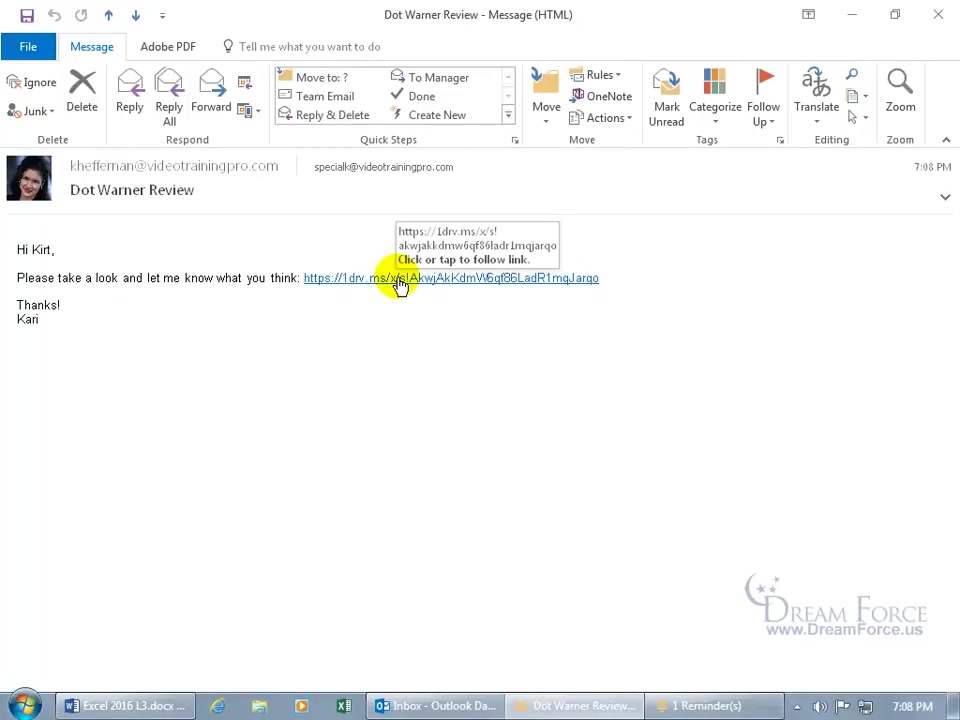 Dot Warner Review - Message (HTML)
File
Message
Adobe PDF
Tell me what you want to do
Ignore
Junk
Delete
Delete
Reply
Reply All
Forward
Respond
Move to: ?
Team Email
Reply & Delete
To Manager
Done
Create New
Quick Steps
Move
Rules
OneNote
Actions
Move
Mark Unread
Categorize
Follow Up
Tags
Translate
Editing
Zoom
Zoom
kheffernan@videotrainingpro.com
specialk@videotrainingpro.com
7:08 PM
Dot Warner Review
https://1drv.ms/x/s!
akwjakkdmw6qf86ladr1mqjarqo
Click or tap to follow link.
Hi Kirt,
Please take a look and let me know what you think: https://1drv.ms/x/s!AkwjAkKdmW6qf86LadR1mqJarqo
Thanks!
Kari
DREAM FORCE
www.DreamForce.us
Excel 2016 L3.docx ...
Inbox - Outlook Da...
Dot Warner Review...
1 Reminder(s)
7:08 PM